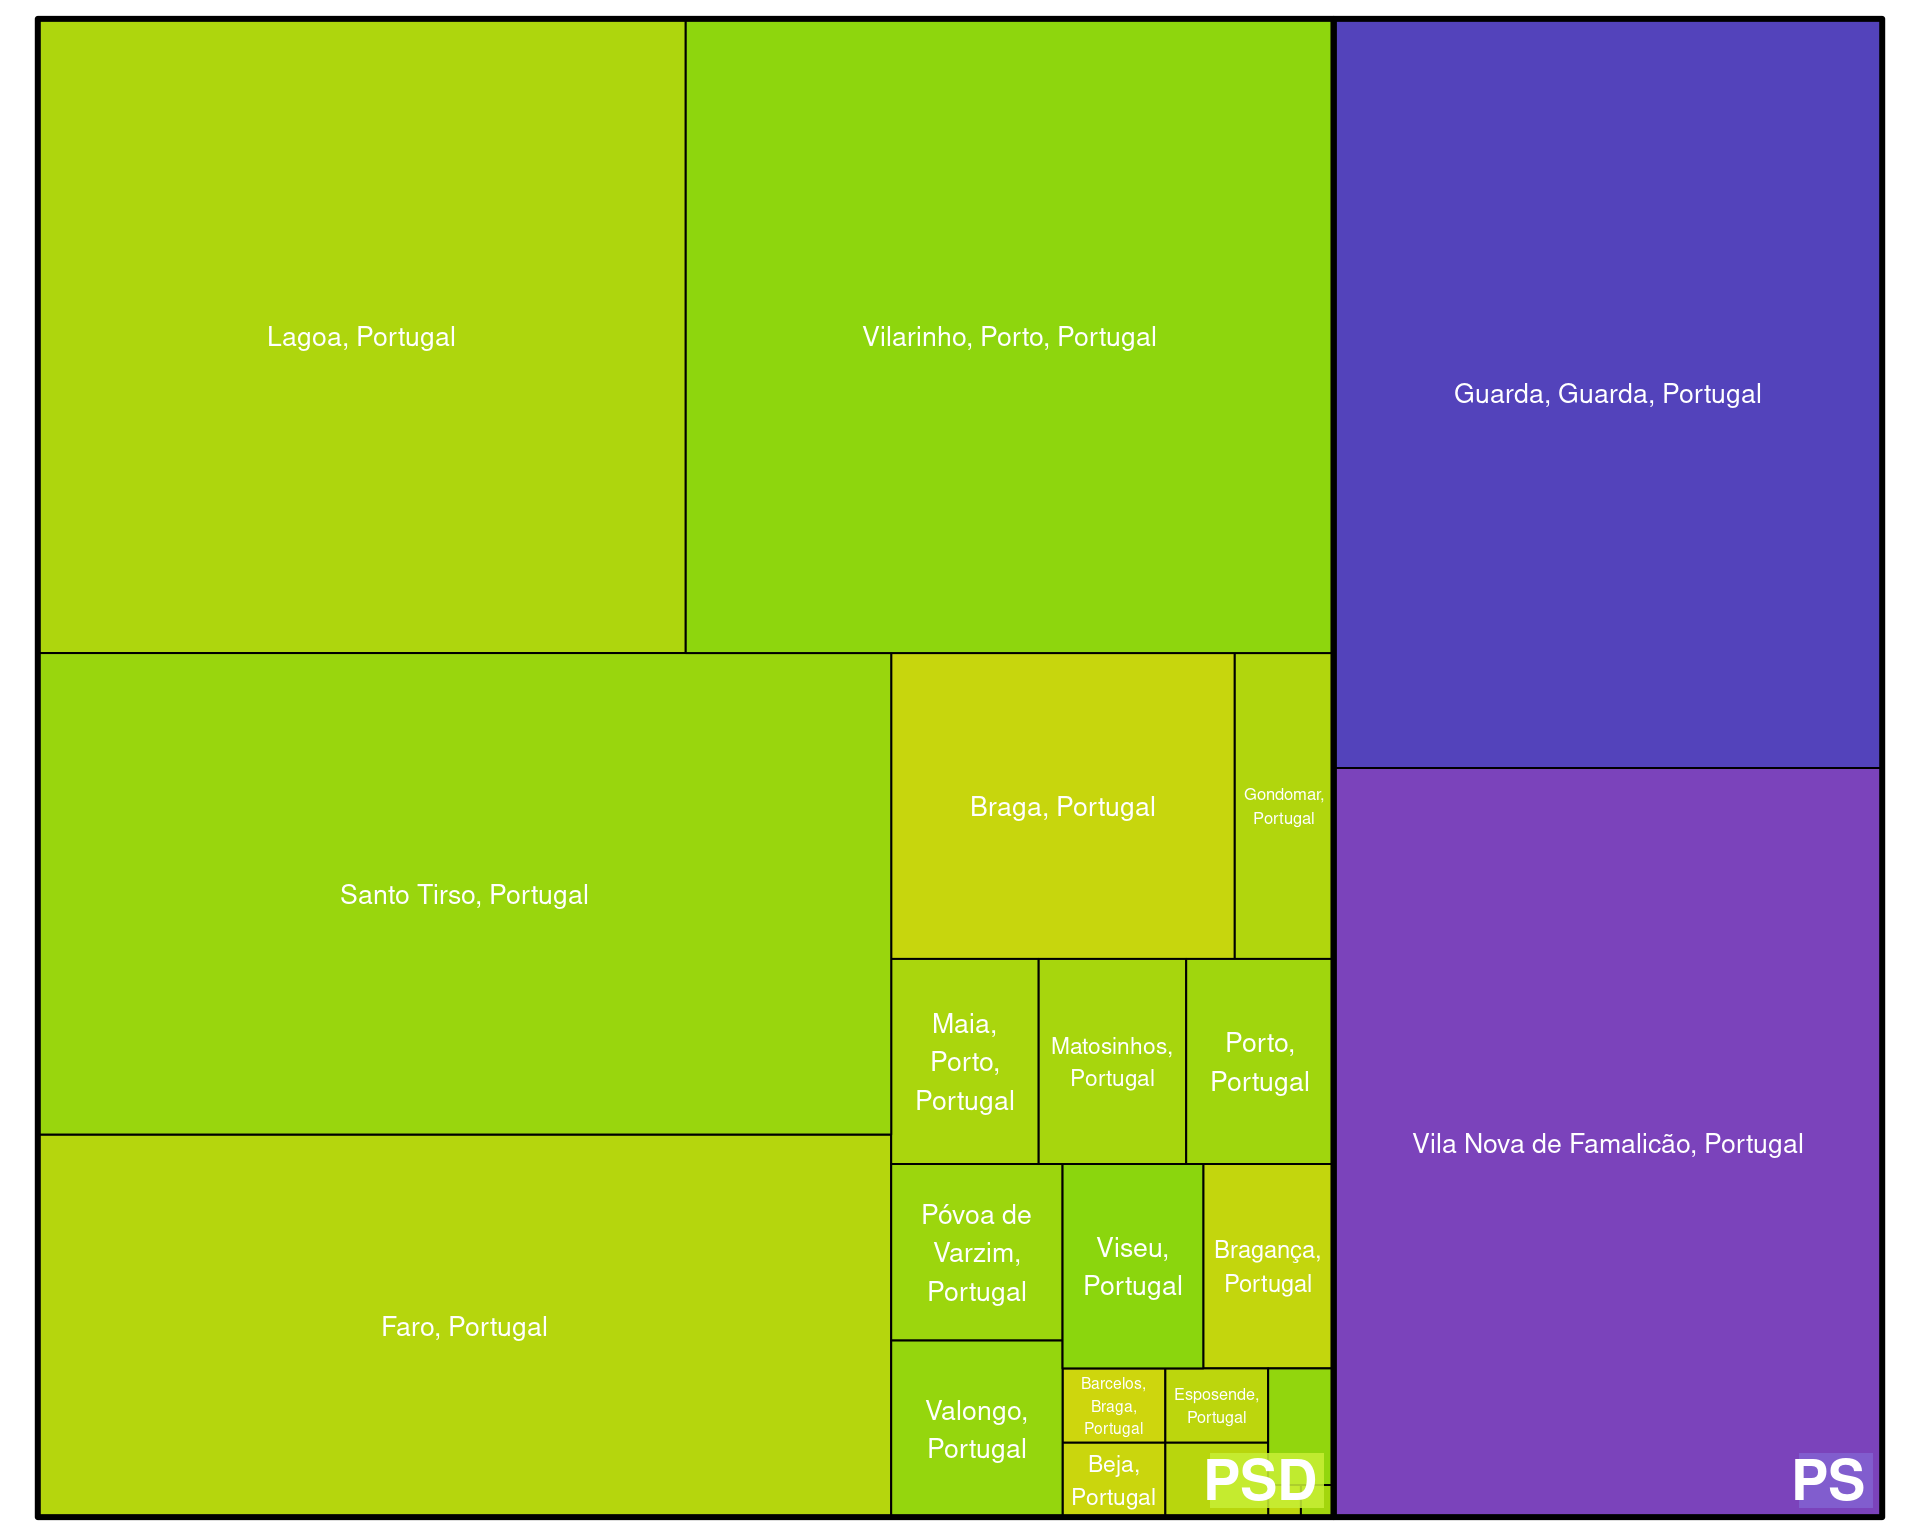 Lagoa, Portugal
Vilarinho, Porto, Portugal
Guarda, Guarda, Portugal
Santo Tirso, Portugal
Braga, Portugal
Gondomar,
Portugal
Maia,
Porto,
Portugal
Matosinhos,
Portugal
Porto,
Portugal
Vila Nova de Famalicão, Portugal
Faro, Portugal
Póvoa de
Varzim,
Portugal
Viseu,
Portugal
Bragança,
Portugal
Valongo,
Portugal
Barcelos,
Braga,
Portugal
Esposende,
Portugal
Beja,
Portugal
PSD
PS